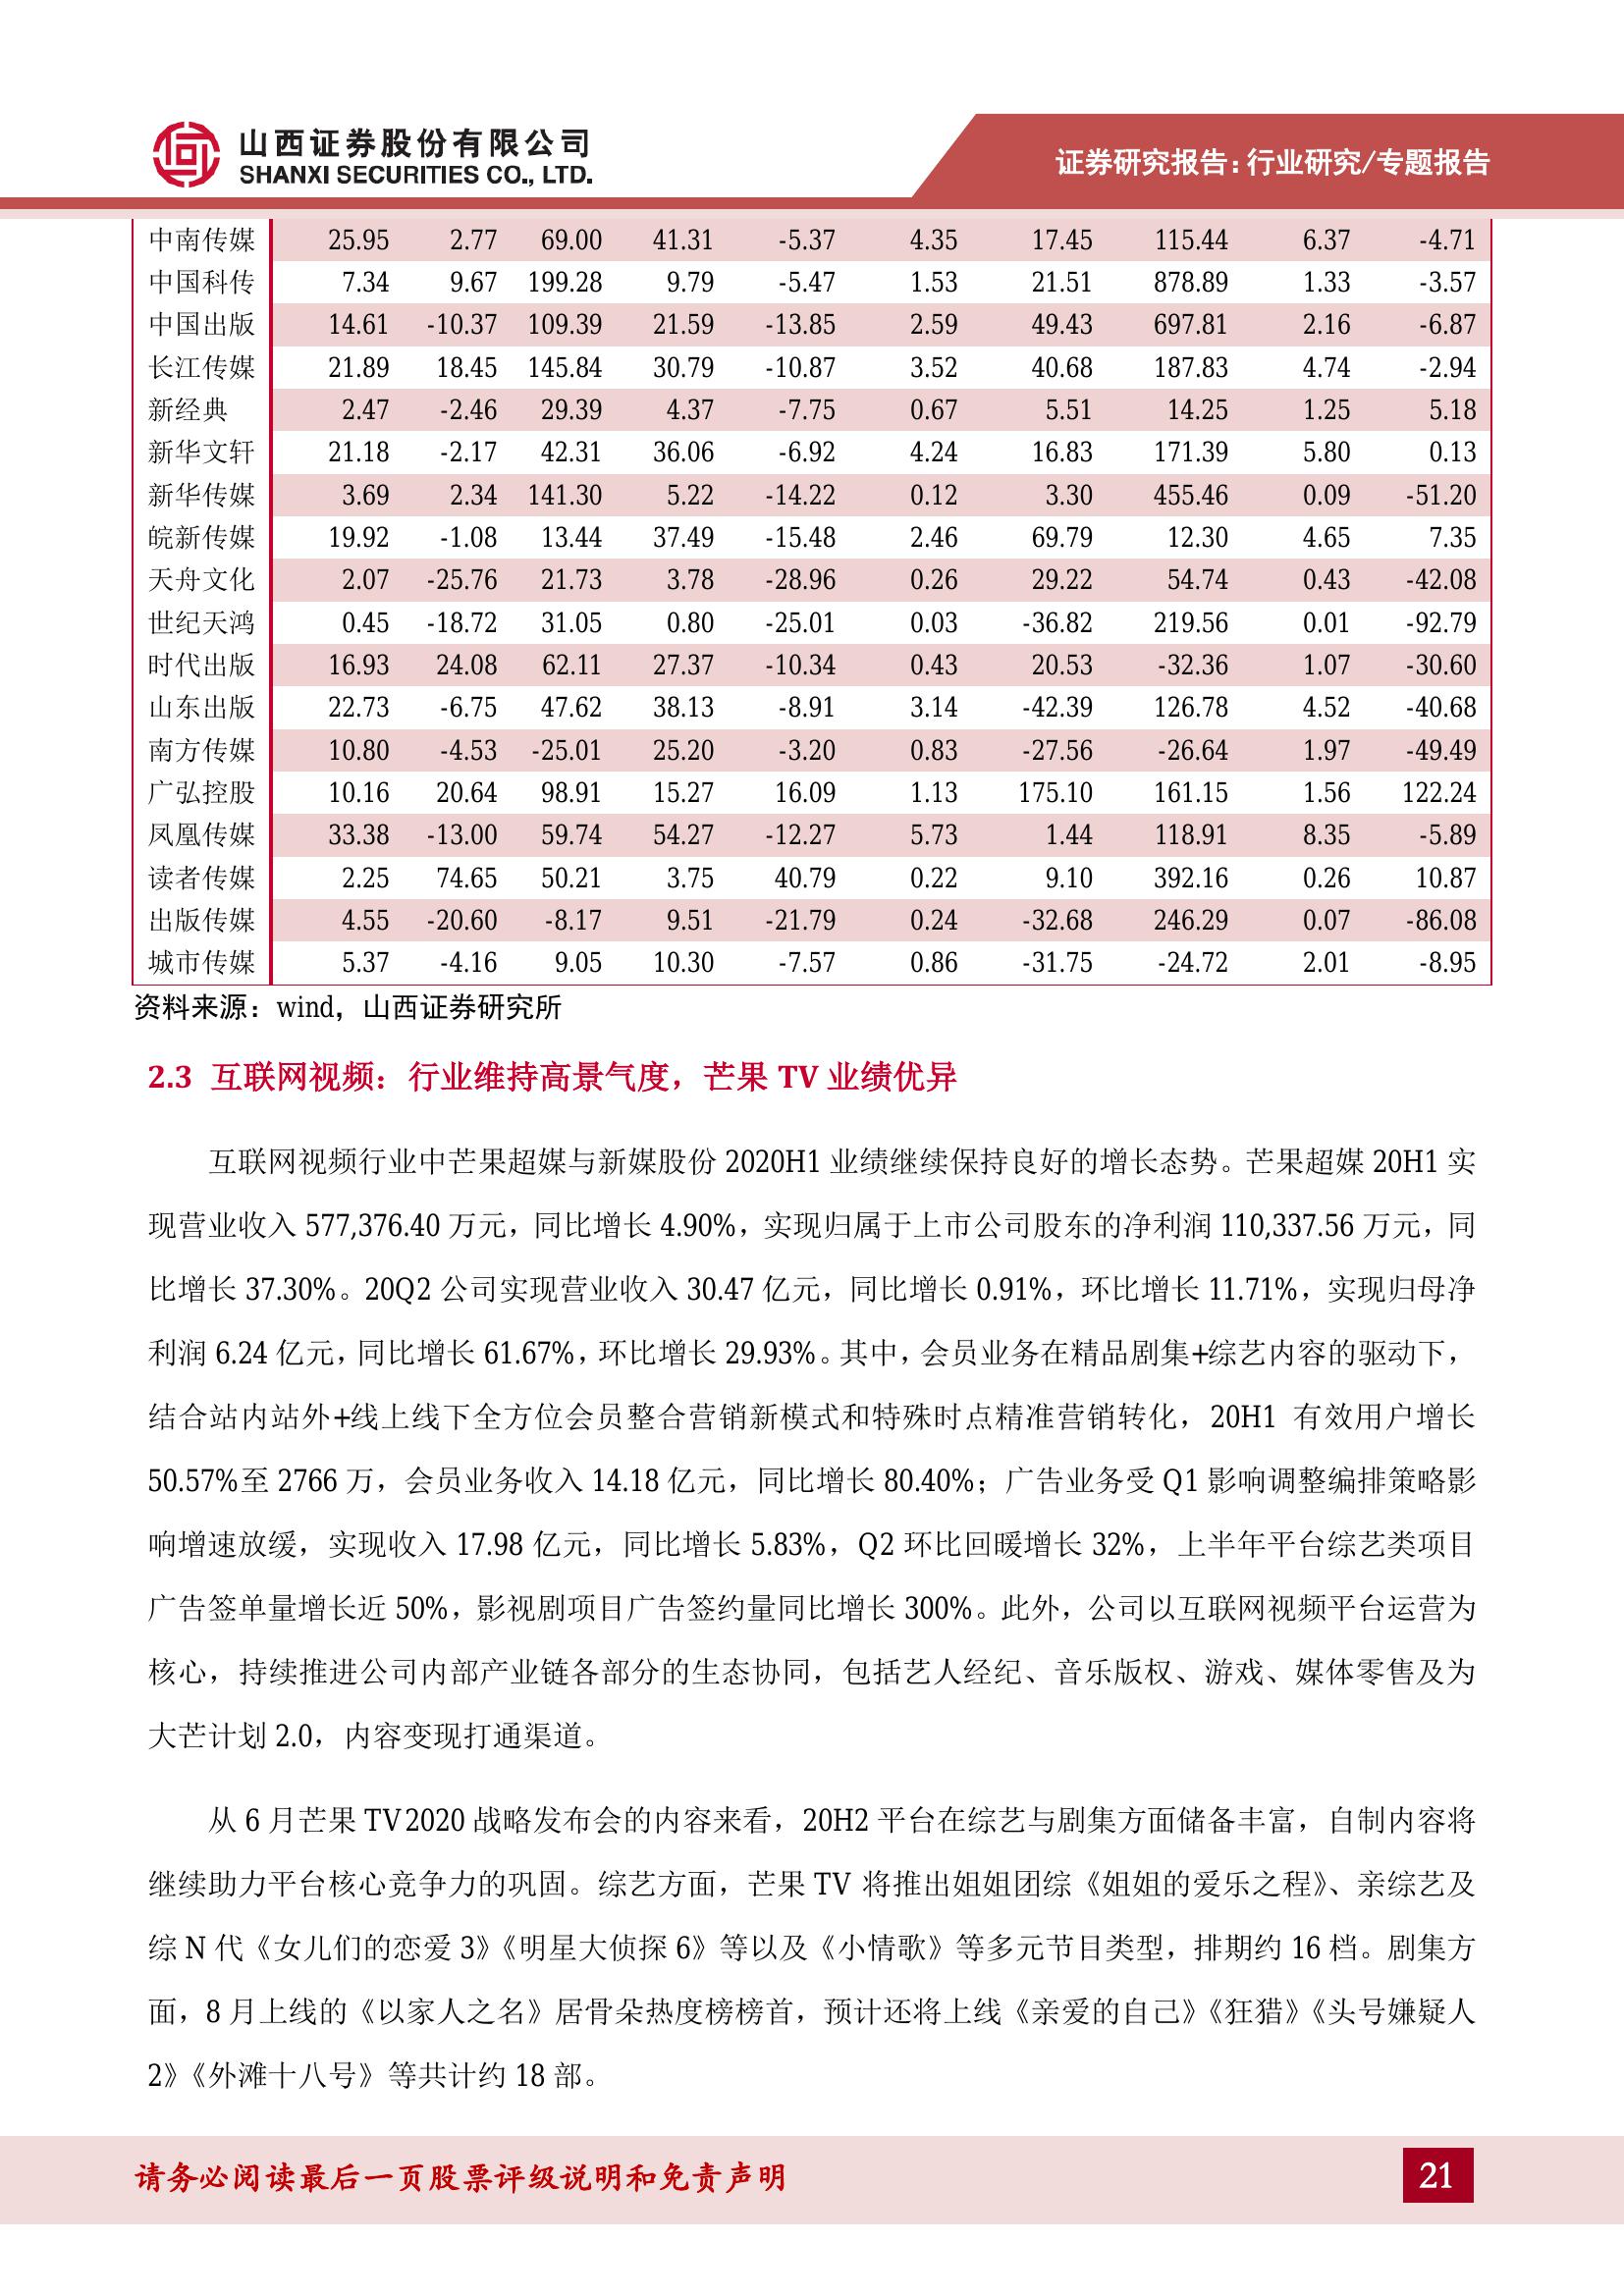 山西证券股份有限公司
SHANXI SECURITIES CO., LTD.
证券研究报告：行业研究/专题报告
中南传媒 25.95 2.77 69.00 41.31 -5.37 4.35 17.45 115.44 6.37 -4.71
中国科传 7.34 9.67 199.28 9.79 -5.47 1.53 21.51 878.89 1.33 -3.57
中国出版 14.61 -10.37 109.39 21.59 -13.85 2.59 49.43 697.81 2.16 -6.87
长江传媒 21.89 18.45 145.84 30.79 -10.87 3.52 40.68 187.83 4.74 -2.94
新经典 2.47 -2.46 29.39 4.37 -7.75 0.67 5.51 14.25 1.25 5.18
新华文轩 21.18 -2.17 42.31 36.06 -6.92 4.24 16.83 171.39 5.80 0.13
新华传媒 3.69 2.34 141.30 5.22 -14.22 0.12 3.30 455.46 0.09 -51.20
皖新传媒 19.92 -1.08 13.44 37.49 -15.48 2.46 69.79 12.30 4.65 7.35
天舟文化 2.07 -25.76 21.73 3.78 -28.96 0.26 29.22 54.74 0.43 -42.08
世纪天鸿 0.45 -18.72 31.05 0.80 -25.01 0.03 -36.82 219.56 0.01 -92.79
时代出版 16.93 24.08 62.11 27.37 -10.34 0.43 20.53 -32.36 1.07 -30.60
山东出版 22.73 -6.75 47.62 38.13 -8.91 3.14 -42.39 126.78 4.52 -40.68
南方传媒 10.80 -4.53 -25.01 25.20 -3.20 0.83 -27.56 -26.64 1.97 -49.49
广弘控股 10.16 20.64 98.91 15.27 16.09 1.13 175.10 161.15 1.56 122.24
凤凰传媒 33.38 -13.00 59.74 54.27 -12.27 5.73 1.44 118.91 8.35 -5.89
读者传媒 2.25 74.65 50.21 3.75 40.79 0.22 9.10 392.16 0.26 10.87
出版传媒 4.55 -20.60 -8.17 9.51 -21.79 0.24 -32.68 246.29 0.07 -86.08
城市传媒 5.37 -4.16 9.05 10.30 -7.57 0.86 -31.75 -24.72 2.01 -8.95
资料来源：wind，山西证券研究所
2.3 互联网视频：行业维持高景气度，芒果 TV 业绩优异
互联网视频行业中芒果超媒与新媒股份 2020H1 业绩继续保持良好的增长态势。芒果超媒 20H1 实
现营业收入 577,376.40 万元，同比增长 4.90%，实现归属于上市公司股东的净利润 110,337.56 万元，同
比增长 37.30%。20Q2 公司实现营业收入 30.47 亿元，同比增长 0.91%，环比增长 11.71%，实现归母净
利润 6.24 亿元，同比增长 61.67%，环比增长 29.93%。其中，会员业务在精品剧集+综艺内容的驱动下，
结合站内站外+线上线下全方位会员整合营销新模式和特殊时点精准营销转化，20H1 有效用户增长
50.57%至 2766 万，会员业务收入 14.18 亿元，同比增长 80.40%；广告业务受 Q1 影响调整编排策略影
响增速放缓，实现收入 17.98 亿元，同比增长 5.83%，Q2 环比回暖增长 32%，上半年平台综艺类项目
广告签单量增长近 50%，影视剧项目广告签约量同比增长 300%。此外，公司以互联网视频平台运营为
核心，持续推进公司内部产业链各部分的生态协同，包括艺人经纪、音乐版权、游戏、媒体零售及为
大芒计划 2.0，内容变现打通渠道。
从 6 月芒果 TV2020 战略发布会的内容来看，20H2 平台在综艺与剧集方面储备丰富，自制内容将
继续助力平台核心竞争力的巩固。综艺方面，芒果 TV 将推出姐姐团综《姐姐的爱乐之程》、亲综艺及
综 N 代《女儿们的恋爱 3》《明星大侦探 6》等以及《小情歌》等多元节目类型，排期约 16 档。剧集方
面，8 月上线的《以家人之名》居骨朵热度榜榜首，预计还将上线《亲爱的自己》《狂猎》《头号嫌疑人
2》《外滩十八号》等共计约 18 部。
请务必阅读最后一页股票评级说明和免责声明
21